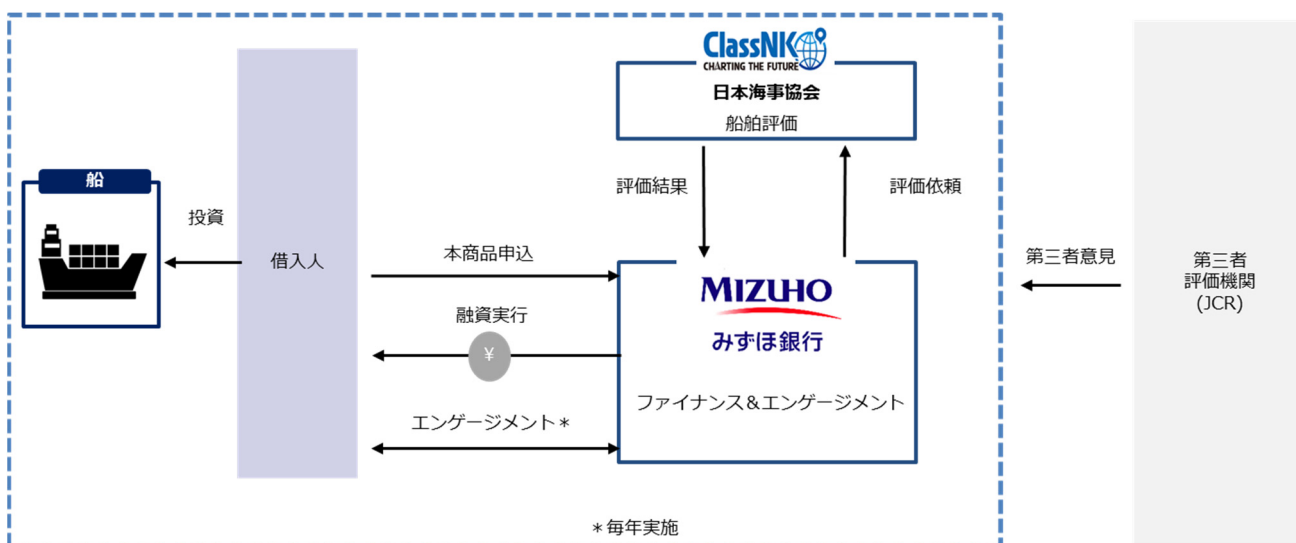 ClassNK
CHARTING THE FUTURE
日本海事協会
船舶評価
評価結果
評価依頼
船
投資
借入人
本商品申込
融資実行
¥
エンゲージメント＊
MIZUHO
みずほ銀行
ファイナンス＆エンゲージメント
＊毎年実施
第三者意見
第三者
評価機関
(JCR)